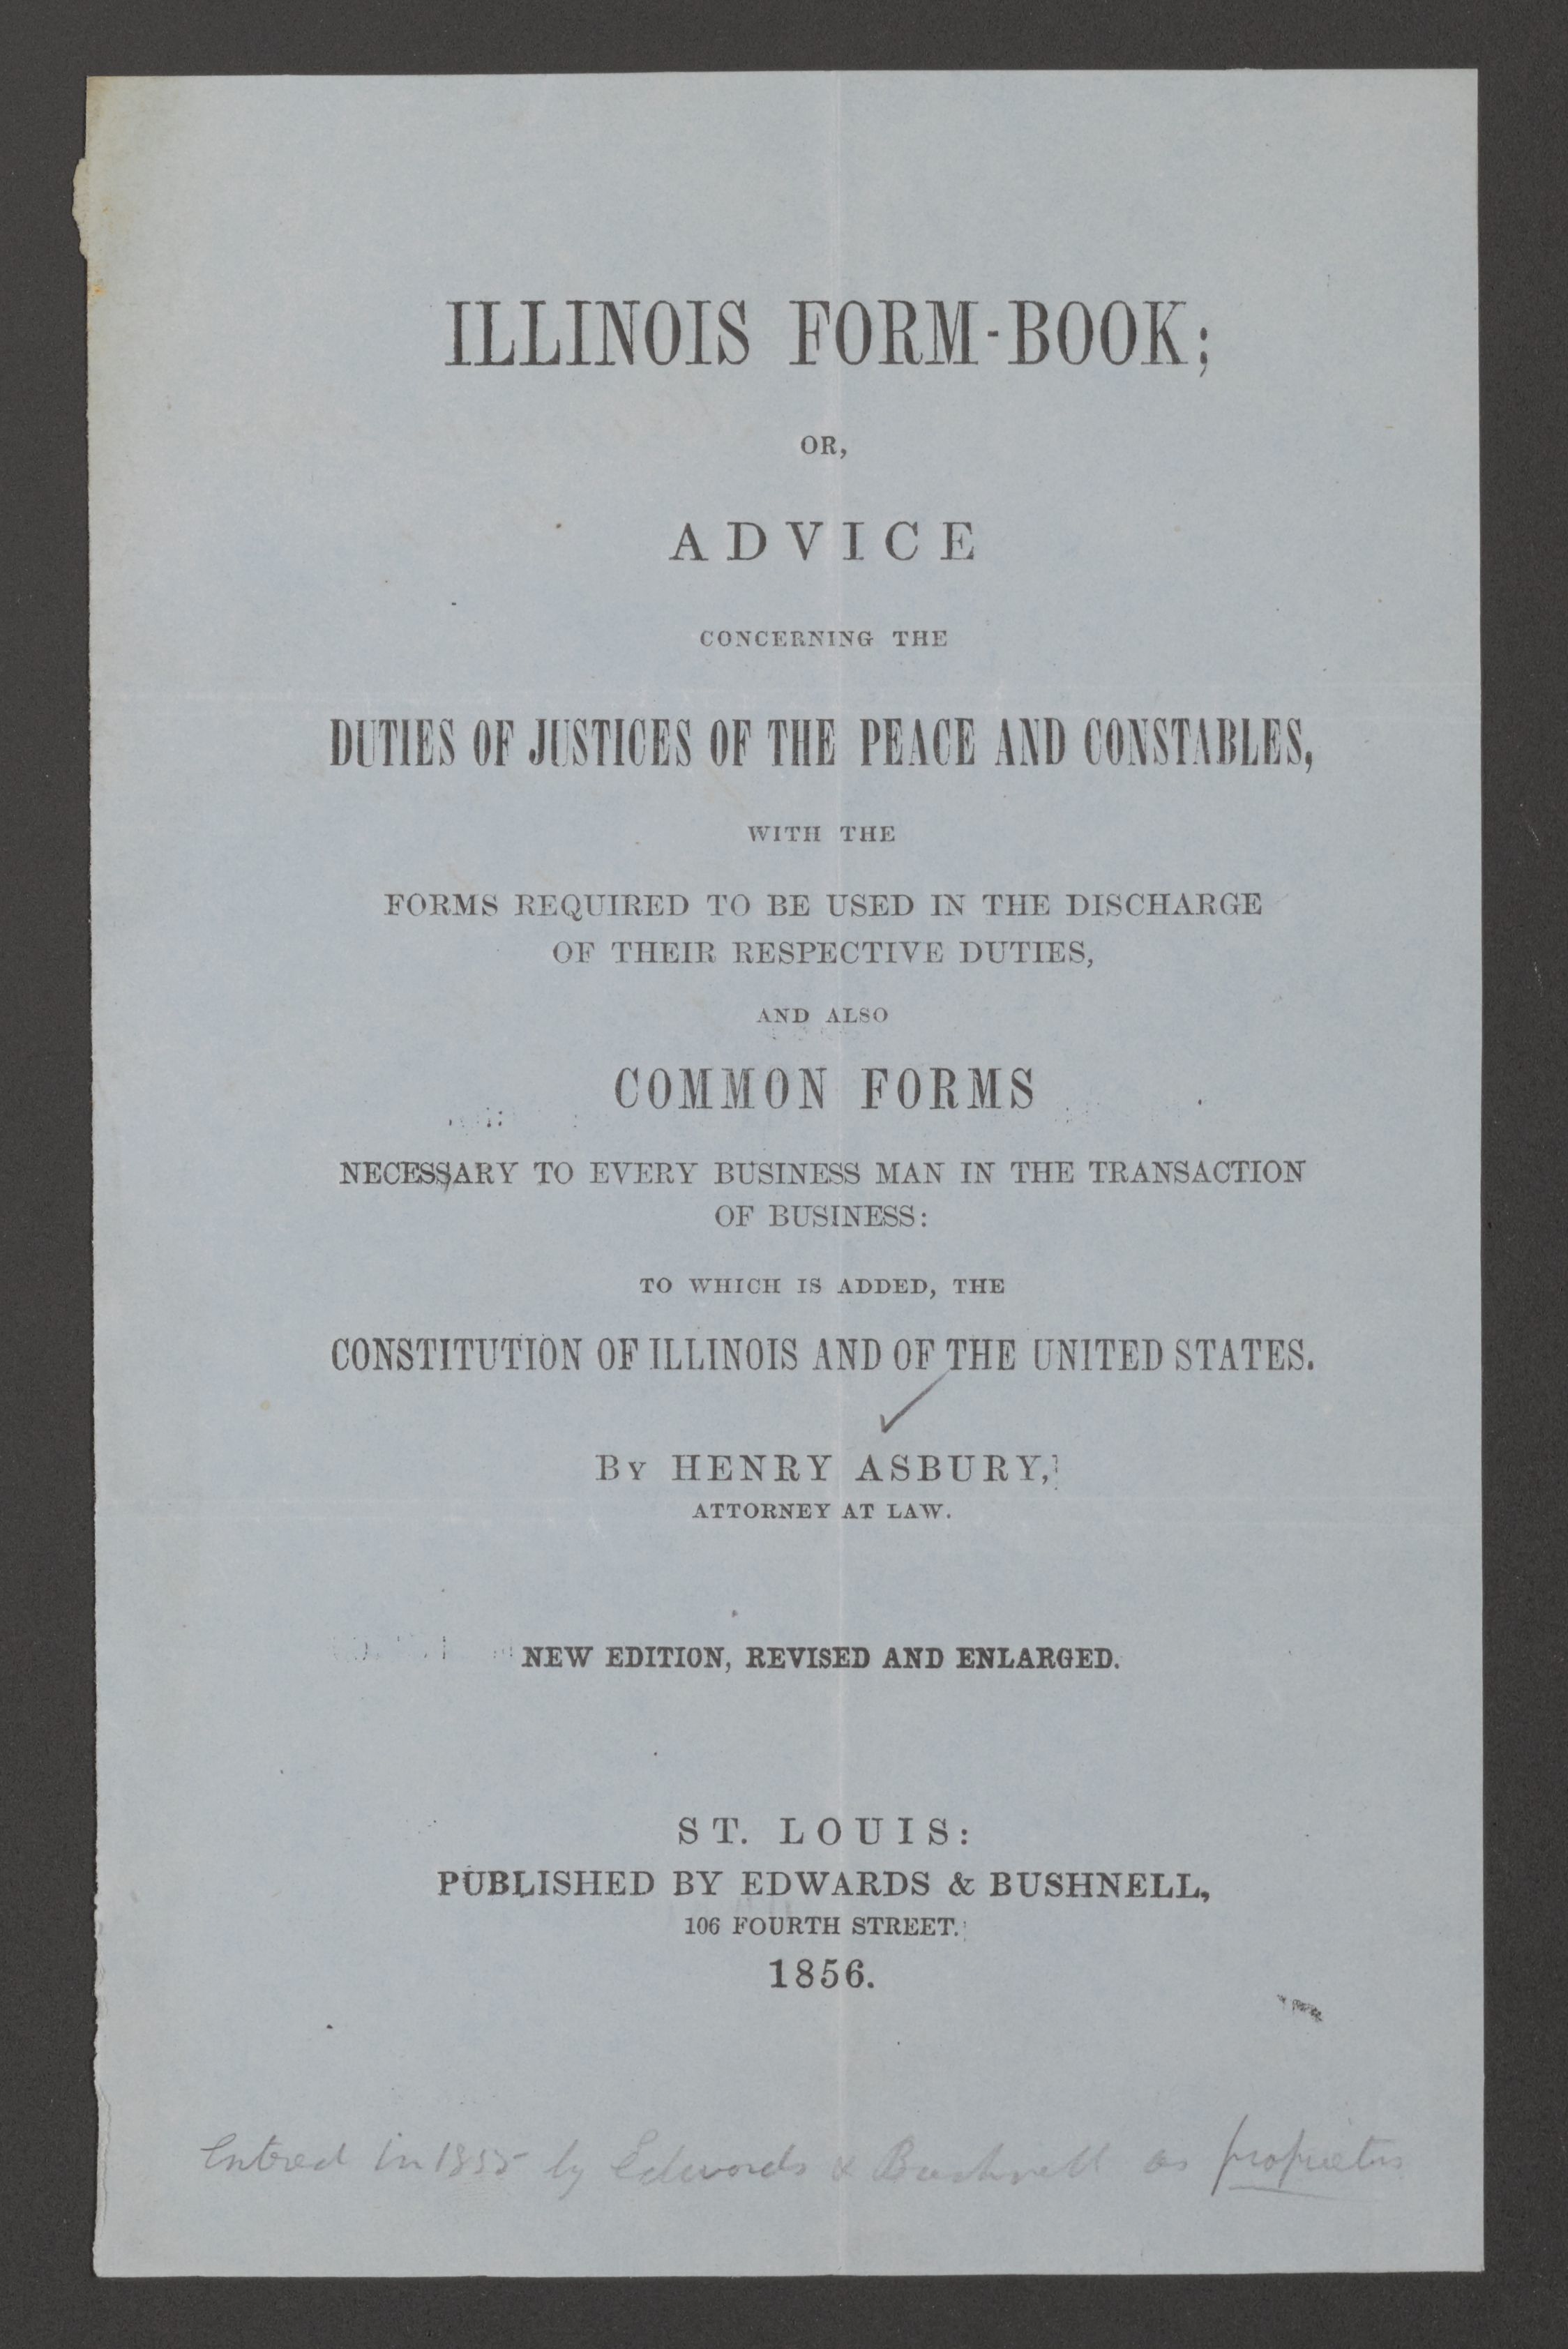 ILLINOIS FORM-BOOK;
OR,
ADVICE
CONCERNING THE
DUTIES OF JUSTICES OF THE PEACE AND CONSTABLES,
WITH THE
FORMS REQUIRED TO BE USED IN THE DISCHARGE
OF THEIR RESPECTIVE DUTIES,
AND ALSO
COMMON FORMS
NECESSARY TO EVERY BUSINESS MAN IN THE TRANSACTION
OF BUSINESS:
TO WHICH IS ADDED, THE
CONSTITUTION OF ILLINOIS AND OF THE UNITED STATES.
BY HENRY ASBURY,
ATTORNEY AT LAW.
NEW EDITION, REVISED AND ENLARGED.
ST. LOUIS:
PUBLISHED BY EDWARDS & BUSHNELL,
106 FOURTH STREET.
1856.
Entered in 1855 by Edwards & Bushnell as proprietors